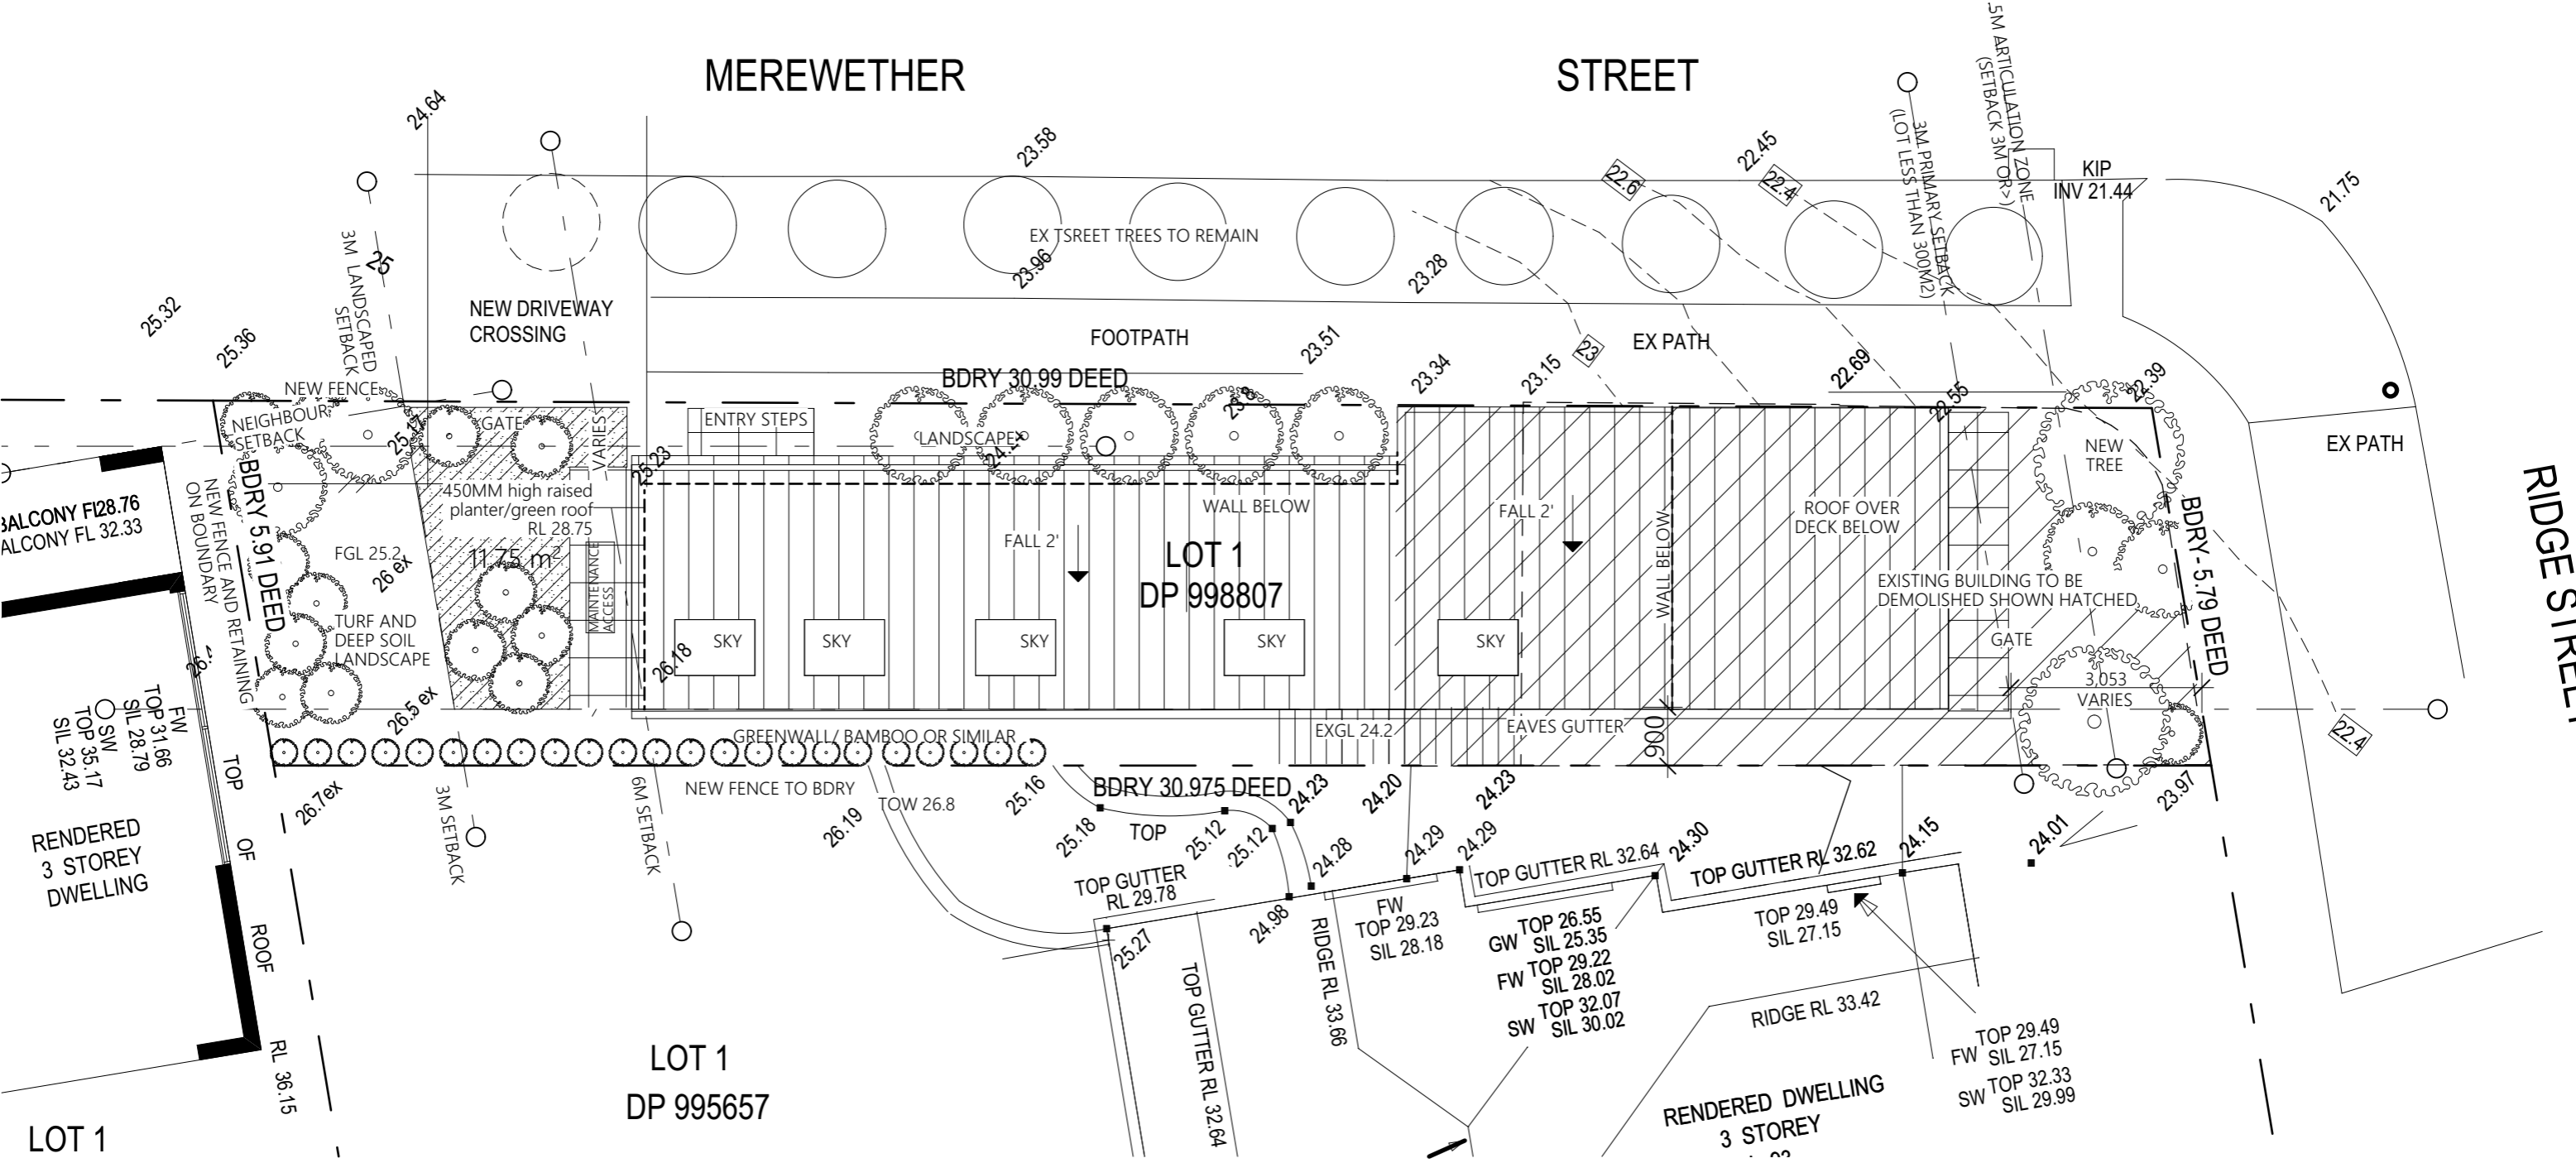 MEREWETHER STREET
24.64
23.58
22.45
22.6
22.4
.5M ARTICULATION ZONE
(SETBACK 3M OR>)
3M PRIMARY SETBACK
(LOT LESS THAN 300M2)
KIP
INV 21.44
22.39
21.75
3M LANDSCAPED
SETBACK
25
EX TSREET TREES TO REMAIN
23.96
23.28
25.32
25.36
NEW DRIVEWAY
CROSSING
FOOTPATH
23.51
23
EX PATH
23.34
23.15
22.69
22.55
NEW FENCE
BDRY 30.99 DEED
NEIGHBOUR
SETBACK
GATE
VARIES
ENTRY STEPS
LANDSCAPE
NEW
TREE
EX PATH
RIDGE STREET
25.23
BALCONY Fl28.76
ALCONY FL 32.33
NEW FENCE AND RETAINING
ON BOUNDARY
BDRY 5.91 DEED
450MM high raised
planter/green roof
RL 28.75
11.75 m²
MAINTENANCE
ACCESS
FGL 25.2
26 ex
TURF AND
DEEP SOIL
LANDSCAPE
FALL 2'
WALL BELOW
LOT 1
DP 998807
FALL 2'
WALL BELOW
ROOF OVER
DECK BELOW
EXISTING BUILDING TO BE
DEMOLISHED SHOWN HATCHED
GATE
BDRY- 5.79 DEED
SKY
SKY
SKY
SKY
SKY
26.18
26.5 ex
3,053
VARIES
22.4
FW
TOP 31.66
SIL 28.79
SW
TOP 35.17
SIL 32.43
TOP OF ROOF RL 36.15
GREENWALL/ BAMBOO OR SIMILAR
EXGL 24.2
EAVES GUTTER
900
26.7ex
3M SETBACK
6M SETBACK
NEW FENCE TO BDRY
TOW 26.8
26.19
25.16
BDRY 30.975 DEED
24.23
24.20
24.23
23.97
25.18
TOP
25.12
25.12
24.28
24.29
24.29
24.30
24.15
24.01
RENDERED
3 STOREY
DWELLING
TOP GUTTER
RL 29.78
TOP GUTTER RL 32.64
TOP GUTTER RL 32.62
25.27
24.98
RIDGE RL 33.66
FW
TOP 29.23
SIL 28.18
GW TOP 26.55
SIL 25.35
FW TOP 29.22
SIL 28.02
SW TOP 32.07
SIL 30.02
TOP 29.49
SIL 27.15
TOP GUTTER RL 32.64
RIDGE RL 33.42
FW TOP 29.49
SIL 27.15
SW TOP 32.33
SIL 29.99
LOT 1
DP 995657
RENDERED DWELLING
3 STOREY
LOT 1